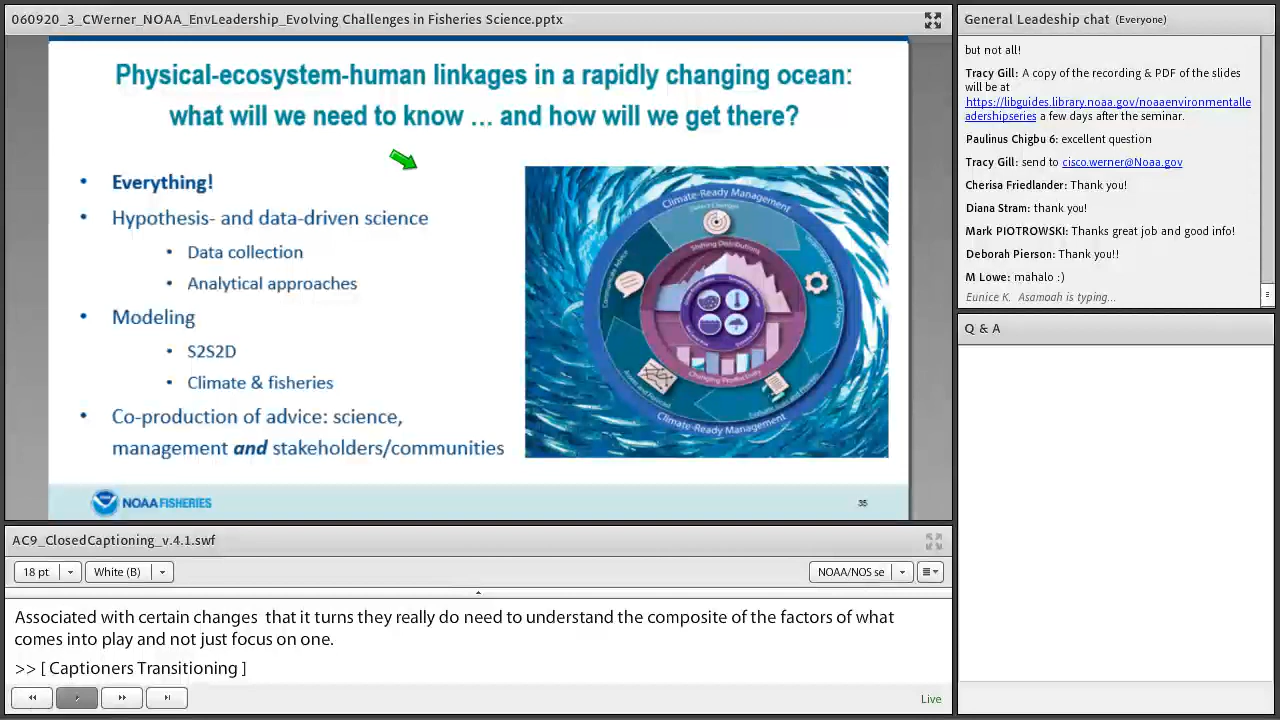 060920_3_CWerner_NOAA_EnvLeadership_Evolving Challenges in Fisheries Science.pptx
Physical-ecosystem-human linkages in a rapidly changing ocean:
what will we need to know … and how will we get there?
• Everything!
• Hypothesis- and data-driven science
• Data collection
• Analytical approaches
• Modeling
• S2S2D
• Climate & fisheries
• Co-production of advice: science,
management and stakeholders/communities
Climate-Ready Management
Detect Changes
Shifting Distributions
Changing Productivity
Climate-Ready Management
NOAA FISHERIES
35
AC9_ClosedCaptioning_v.4.1.swf
18 pt
White (B)
NOAA/NOS se
Associated with certain changes  that it turns they really do need to understand the composite of the factors of what
comes into play and not just focus on one.
>> [ Captioners Transitioning ]
Live
General Leadeship chat (Everyone)
but not all!
Tracy Gill: A copy of the recording & PDF of the slides
will be at
https://libguides.library.noaa.gov/noaaenvironmentalle
adershipseries a few days after the seminar.
Paulinus Chigbu 6: excellent question
Tracy Gill: send to cisco.werner@Noaa.gov
Cherisa Friedlander: Thank you!
Diana Stram: thank you!
Mark PIOTROWSKI: Thanks great job and good info!
Deborah Pierson: Thank you!!
M Lowe: mahalo :)
Eunice K.  Asamoah is typing...
Q & A